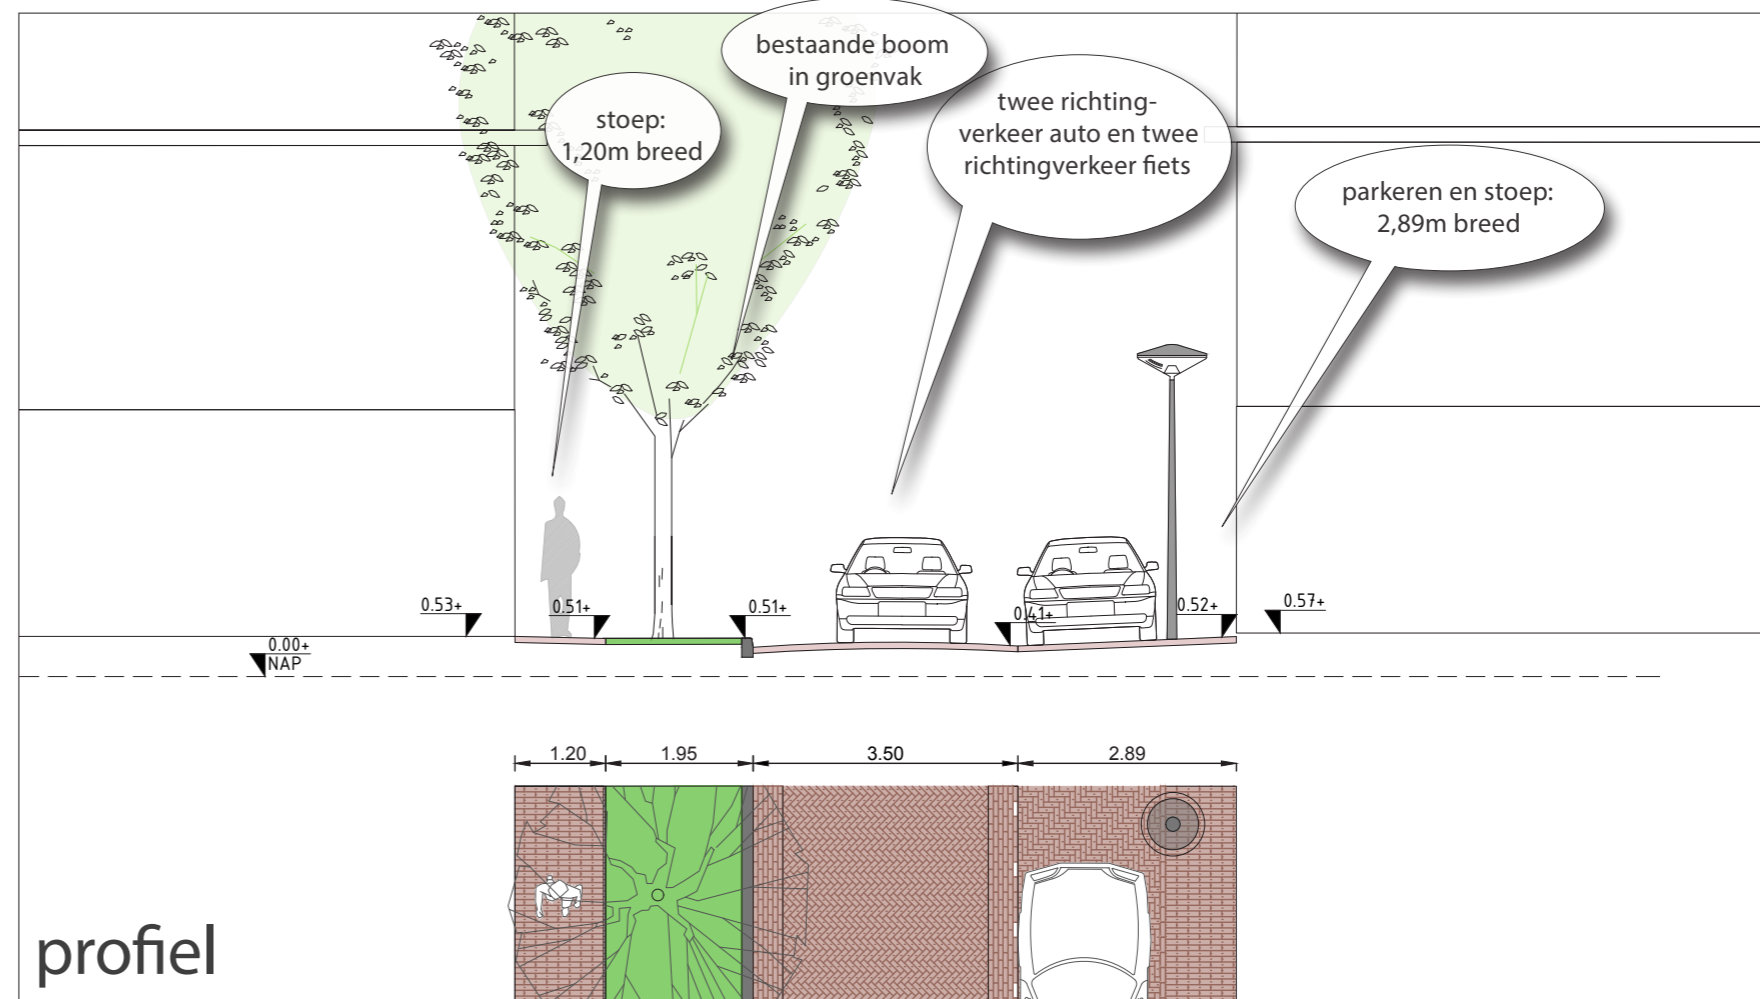 bestaande boom
in groenvak
stoep:
1,20m breed
twee richting-
verkeer auto en twee
richtingverkeer fiets
parkeren en stoep:
2,89m breed
0.53+
0.51+
0.51+
0.41+
0.52+
0.57+
0.00+
NAP
1.20
1.95
3.50
2.89
profiel